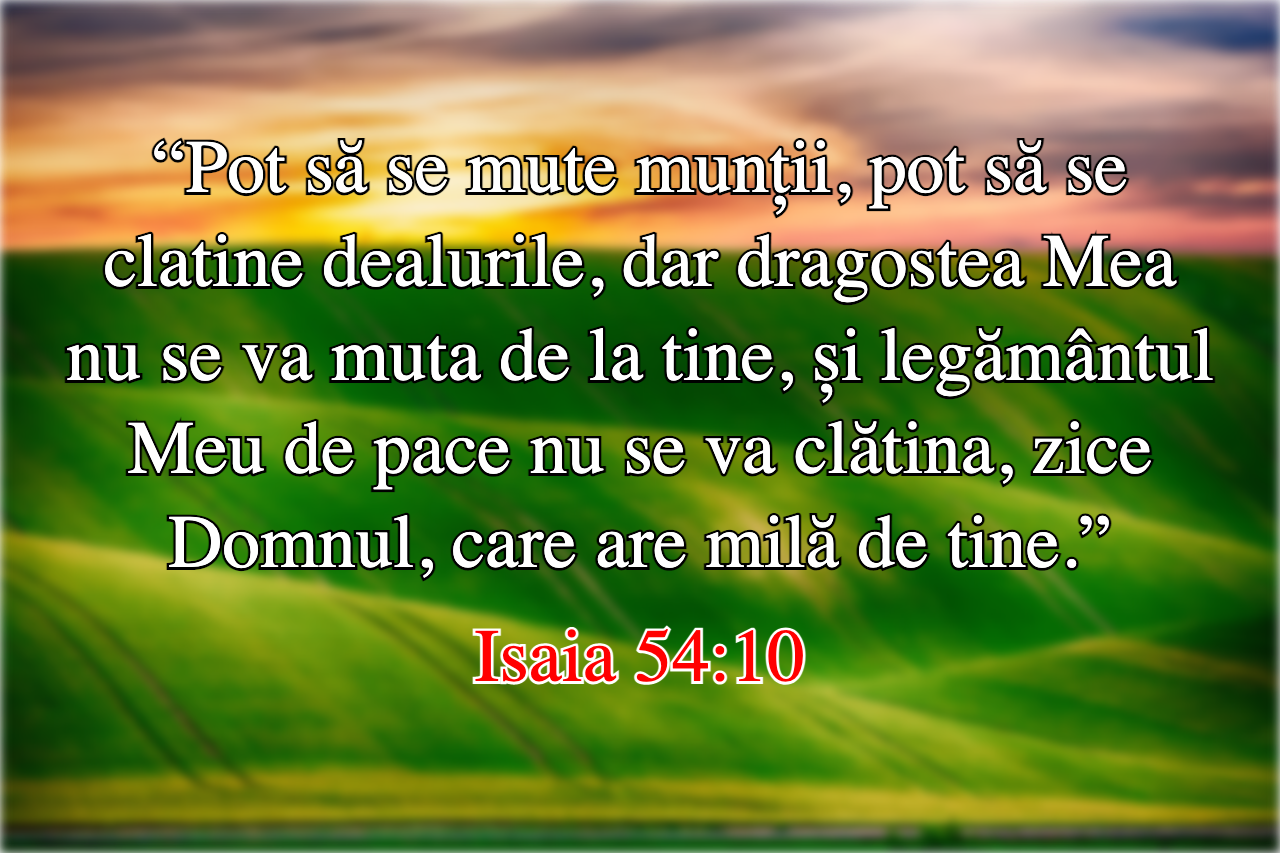 “Pot să se mute munții, pot să se
clatine dealurile, dar dragostea Mea
nu se va muta de la tine, și legământul
Meu de pace nu se va clătina, zice
Domnul, care are milă de tine.”
Isaia 54:10